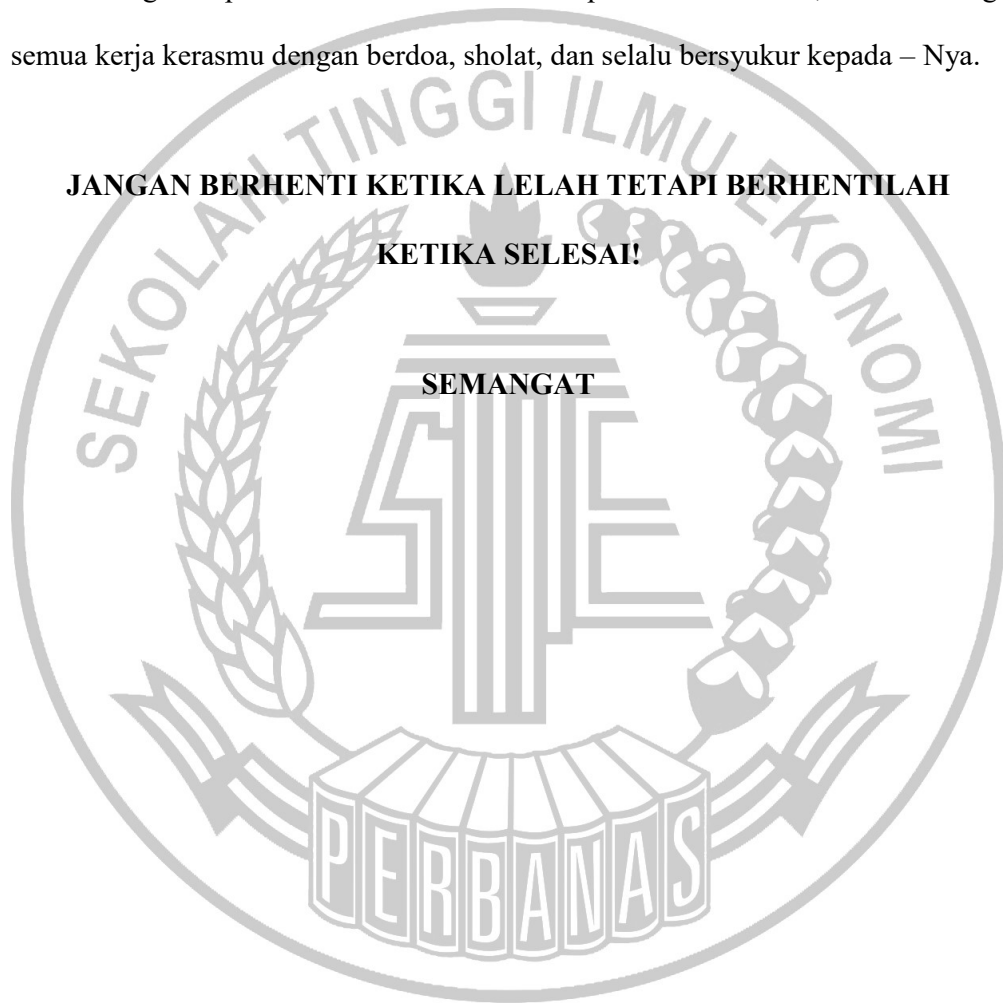 semua kerja kerasmu dengan berdoa, sholat, dan selalu bersyukur kepada – Nya.
JANGAN BERHENTI KETIKA LELAH TETAPI BERHENTILAH
KETIKA SELESAI!
SEMANGAT
SEKOLAH TINGGI ILMU EKONOMI
PERBANAS